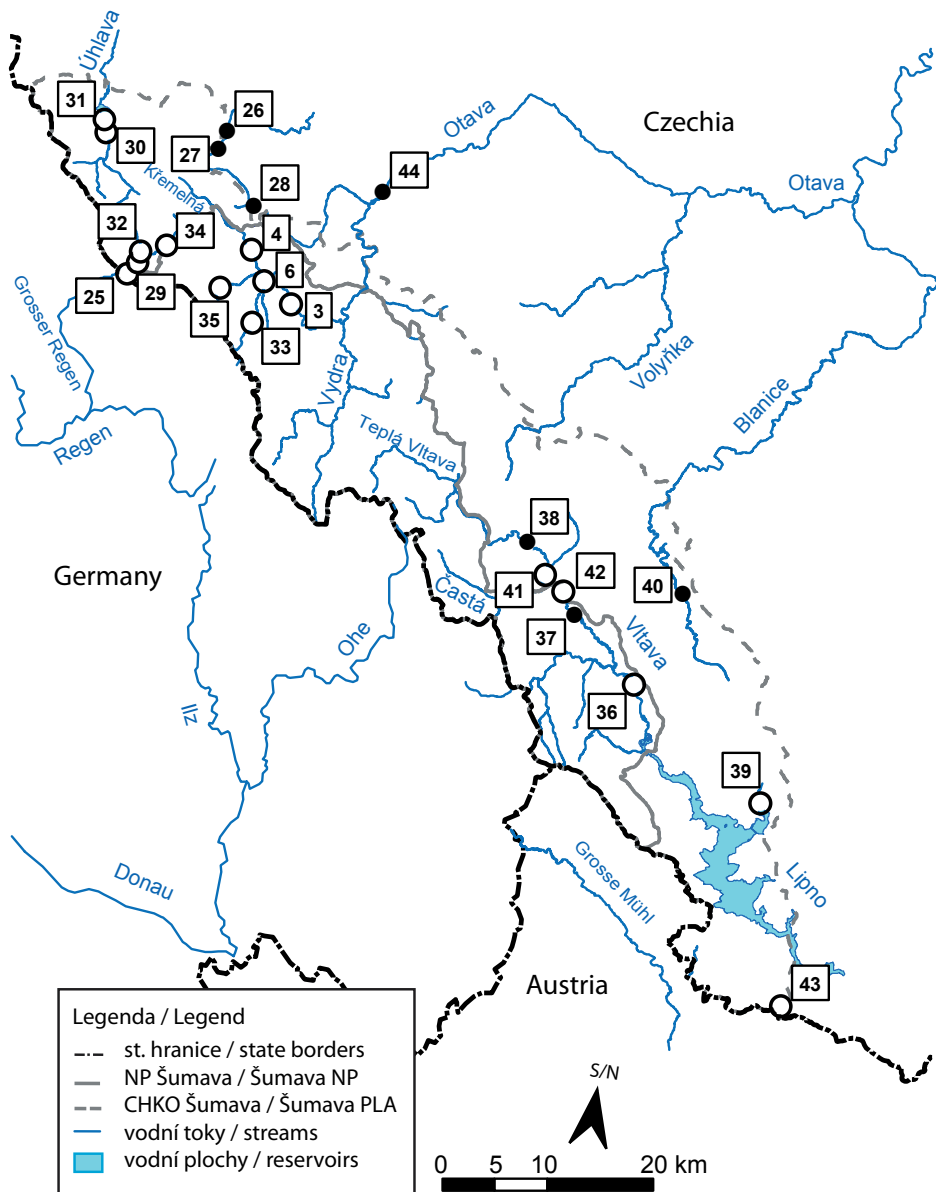 Úhlava
31
26
30
27
Otava
Czechia
44
28
Křemelná
Otava
32
34
4
6
25
29
3
35
33
Grosser Regen
Vydra
Volyňka
Blanice
Regen
Teplá Vltava
38
Germany
41
42
40
Častá
37
Vltava
Ohe
Ilz
36
39
Donau
Grosse Mühl
Lipno
Austria
43
Legenda / Legend
st. hranice / state borders
NP Šumava / Šumava NP
CHKO Šumava / Šumava PLA
vodní toky / streams
vodní plochy / reservoirs
S/N
0 5 10 20 km